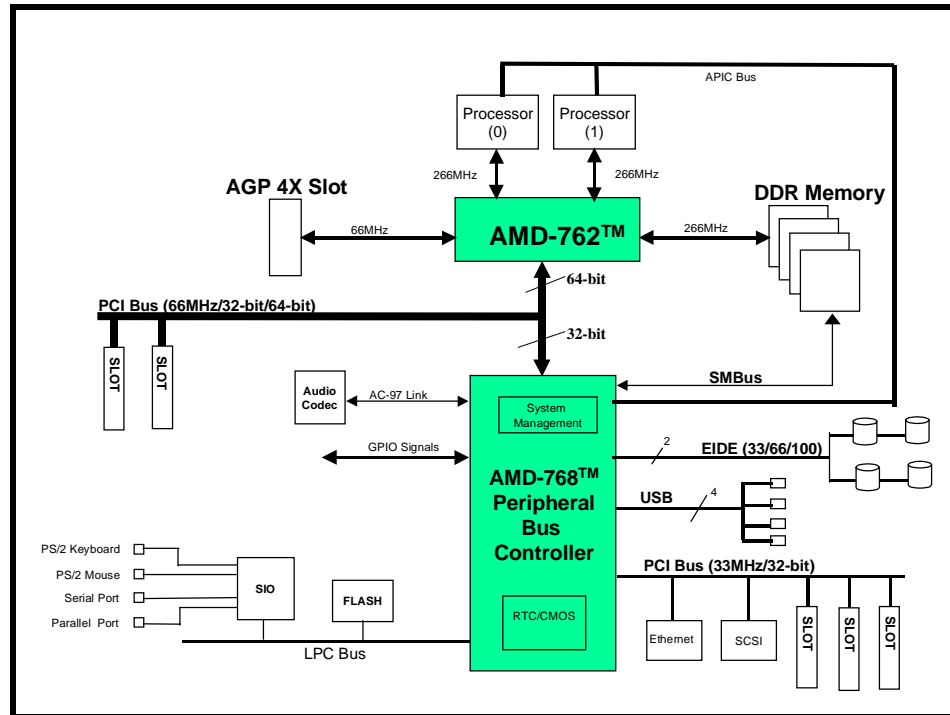 APIC Bus
Processor
(0)
Processor
(1)
266MHz
266MHz
AGP 4X Slot
DDR Memory
66MHz
AMD-762™
266MHz
64-bit
PCI Bus (66MHz/32-bit/64-bit)
32-bit
SLOT
SLOT
SMBus
Audio
Codec
AC-97 Link
System
Management
GPIO Signals
2
EIDE (33/66/100)
AMD-768™
Peripheral
Bus
Controller
USB
4
PS/2 Keyboard
PS/2 Mouse
Serial Port
Parallel Port
SIO
FLASH
LPC Bus
RTC/CMOS
PCI Bus (33MHz/32-bit)
Ethernet
SCSI
SLOT
SLOT
SLOT